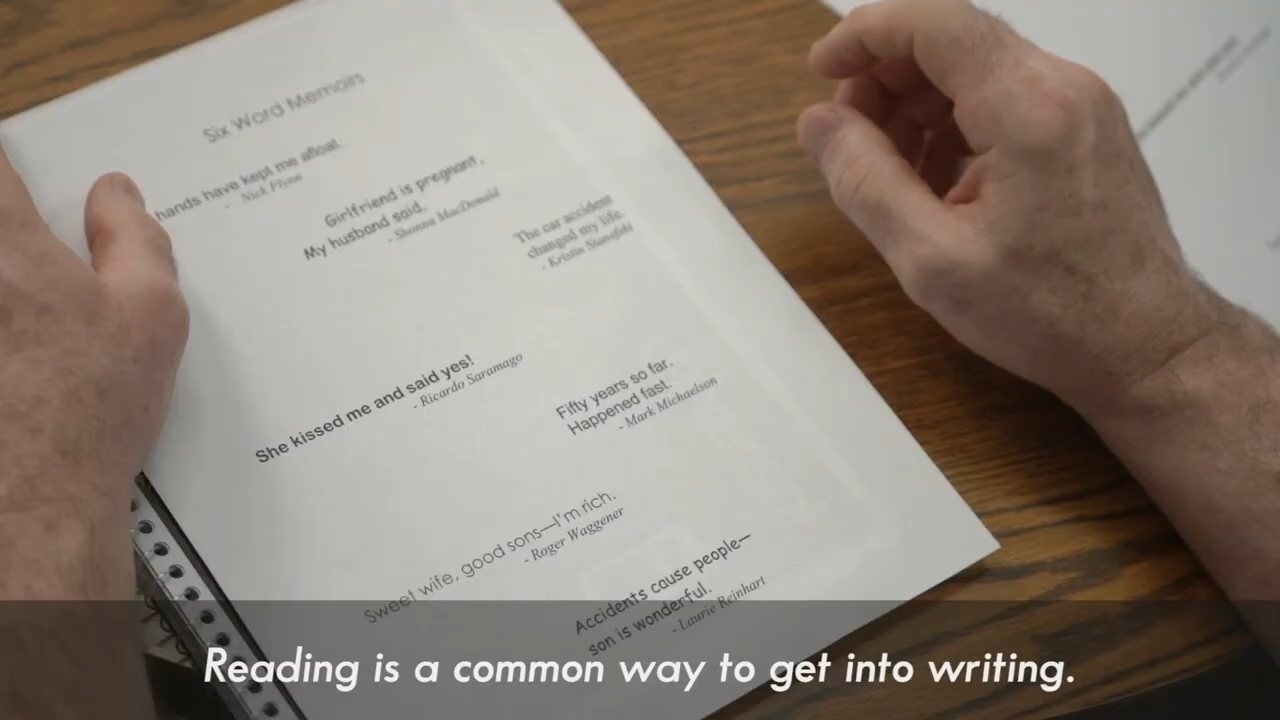 Six Word Memoirs
hands have kept me afloat.
- Nick Flynn
Girlfriend is pregnant,
My husband said.
- Shonna MacDonald
The car accident
changed my life.
- Kristin
She kissed me and said yes!
- Ricardo Saramago
Fifty years so far.
Happened fast.
- Mark Michaelson
Sweet wife, good sons—I'm rich.
- Roger Waggener
Accidents cause people—
son is wonderful.
- Laurie Reinhart
Reading is a common way to get into writing.